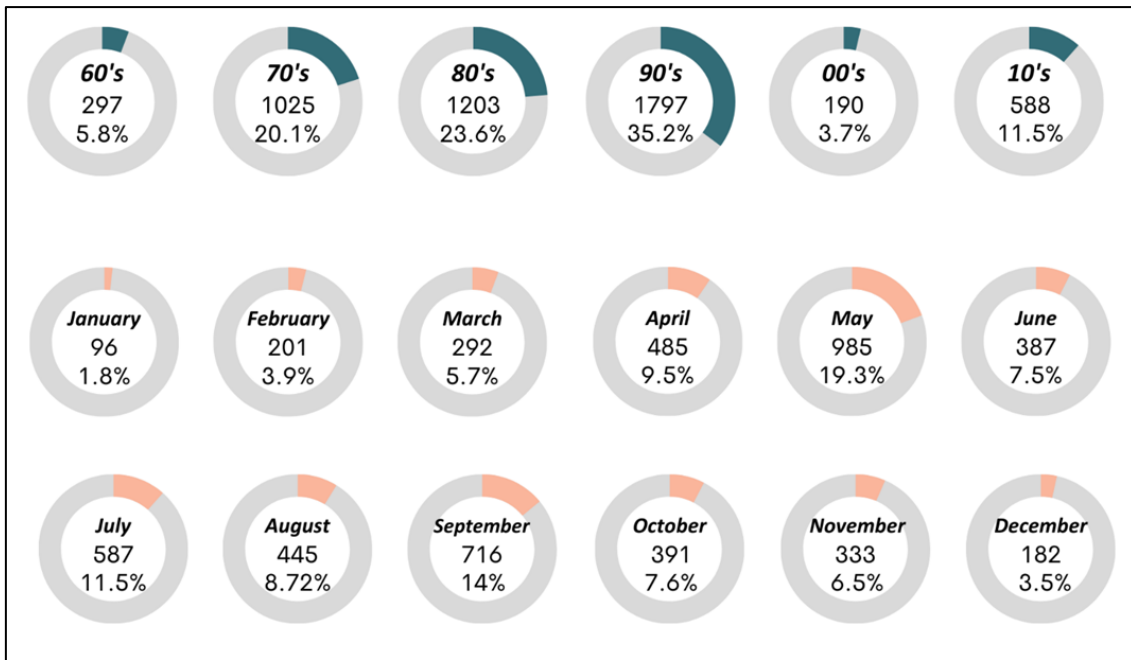 60's
297
5.8%
70's
1025
20.1%
80's
1203
23.6%
90's
1797
35.2%
00's
190
3.7%
10's
588
11.5%
January
96
1.8%
February
201
3.9%
March
292
5.7%
April
485
9.5%
May
985
19.3%
June
387
7.5%
July
587
11.5%
August
445
8.72%
September
716
14%
October
391
7.6%
November
333
6.5%
December
182
3.5%